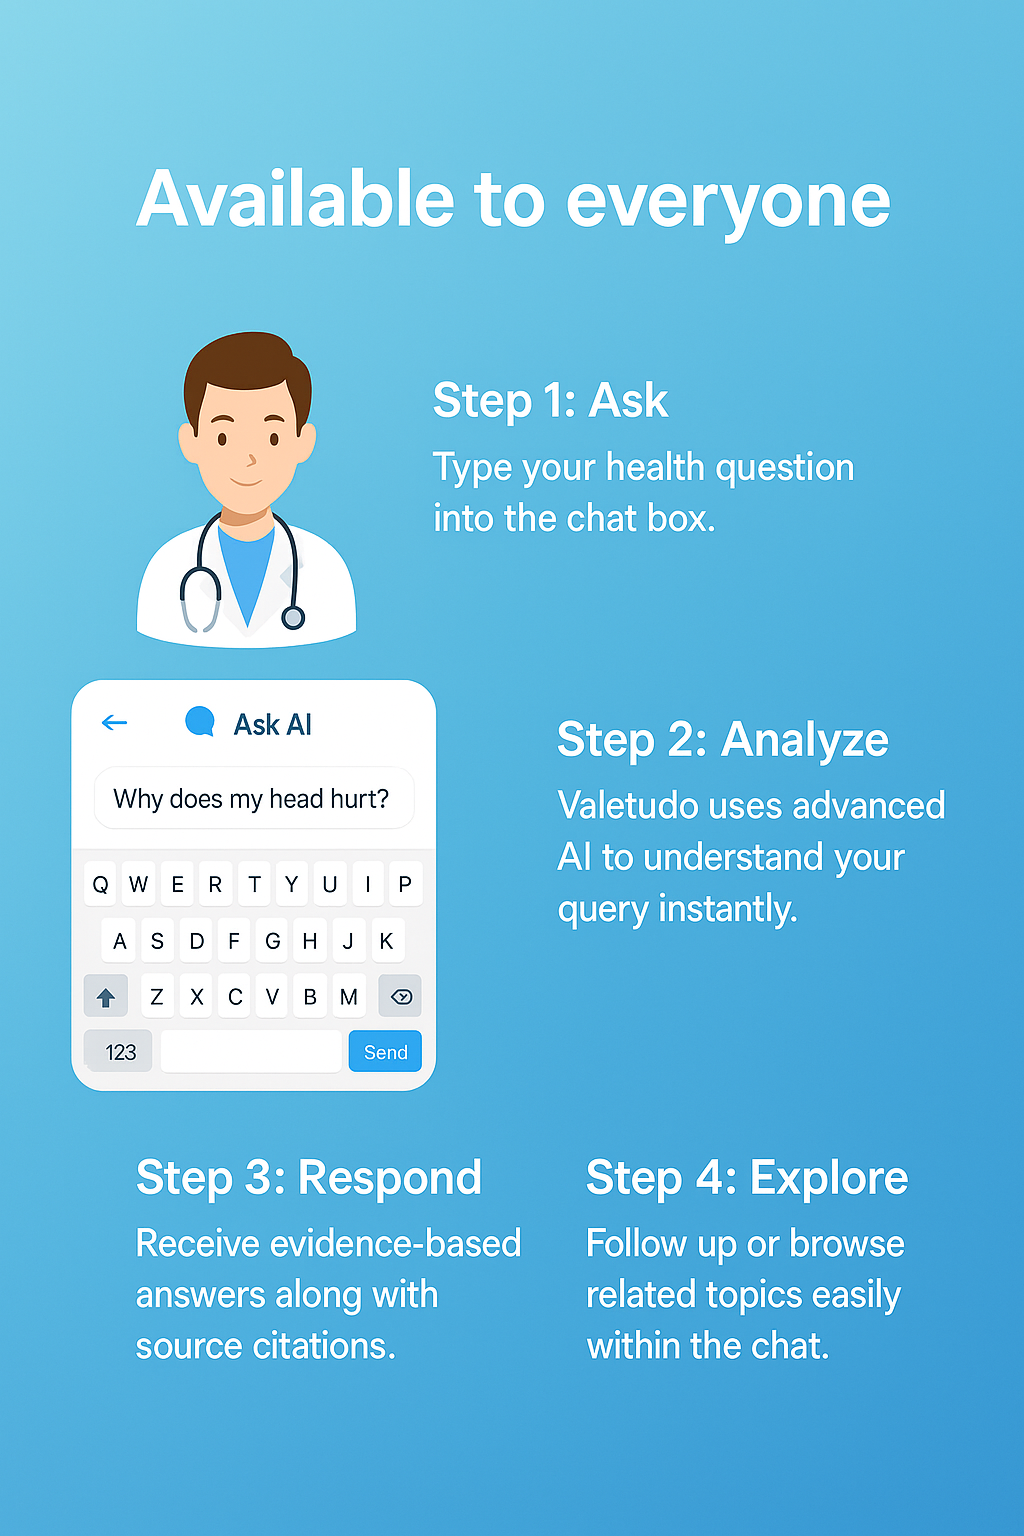 Available to everyone
Step 1: Ask
Type your health question
into the chat box.
Ask AI
Why does my head hurt?
Q W E R T Y U I P
A S D F G H J K
Z X C V B M
123
Send
Step 2: Analyze
Valetudo uses advanced
AI to understand your
query instantly.
Step 3: Respond
Receive evidence-based
answers along with
source citations.
Step 4: Explore
Follow up or browse
related topics easily
within the chat.